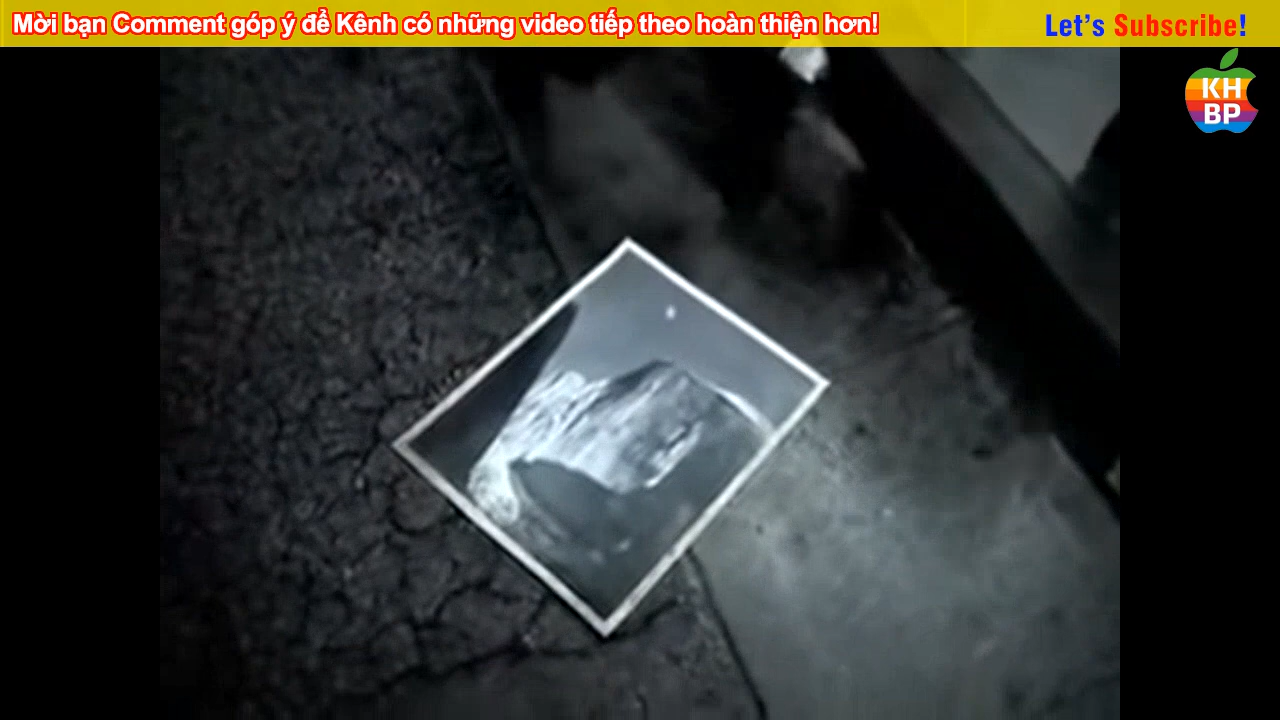 Mời bạn Comment góp ý để Kênh có những video tiếp theo hoàn thiện hơn!
Let's Subscribe!
KH
BP